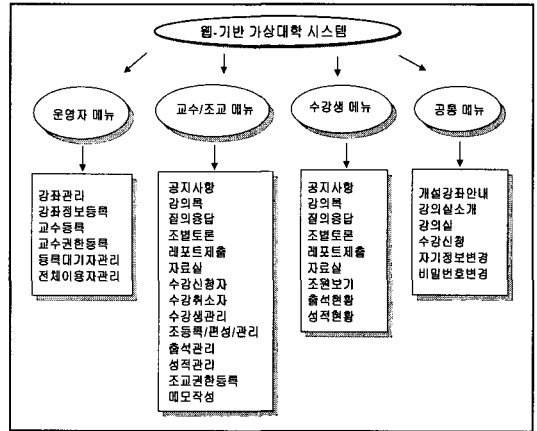 웹-기반 가상대학 시스템
운영자 메뉴
교수/조교 메뉴
수강생 메뉴
공통 메뉴
강좌관리
강좌정보등록
교수등록
교수권한등록
등록대기자관리
전체이용자관리
공지사항
강의록
질의응답
조별토론
레포트제출
자료실
수강신청자
수강취소자
수강생관리
조등록/편성/관리
출석관리
성적관리
조교권한등록
메모작성
공지사항
강의록
질의응답
조별토론
레포트제출
자료실
조원보기
출석현황
성적현황
개설강좌안내
강의실소개
강의실
수강신청
자기정보변경
비밀번호변경